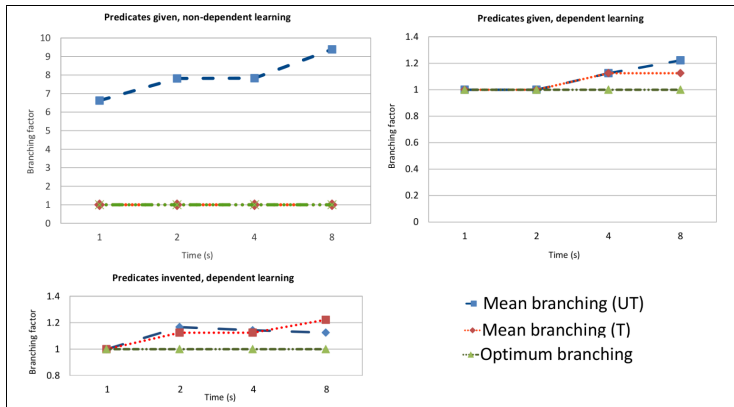 Predicates given, non-dependent learning
Branching factor
10
9
8
7
6
5
4
3
2
1
0
1 2 4 8
Time (s)
Predicates given, dependent learning
Branching factor
1.4
1.2
1
0.8
0.6
0.4
0.2
0
1 2 4 8
Time (s)
Predicates invented, dependent learning
Branching factor
1.4
1.2
1
0.8
1 2 4 8
Time (s)
Mean branching (UT)
Mean branching (T)
Optimum branching